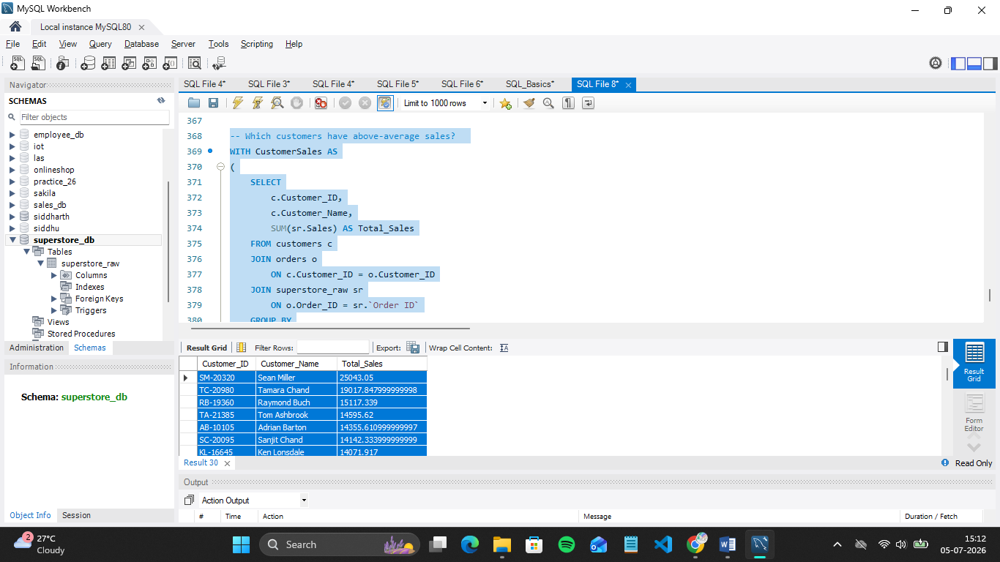 MySQL Workbench
Local instance MySQL80
File Edit View Query Database Server Tools Scripting Help
Navigator
SCHEMAS
Filter objects
employee_db
iot
las
onlineshop
practice_26
sakila
sales_db
siddharth
siddhu
superstore_db
Tables
superstore_raw
Columns
Indexes
Foreign Keys
Triggers
Views
Stored Procedures
Administration Schemas
Information
Schema: superstore_db
Object Info Session
SQL File 4* SQL File 3* SQL File 4* SQL File 5* SQL File 6* SQL_Basics* SQL File 8*
Limit to 1000 rows
367
368 -- Which customers have above-average sales?
369 WITH CustomerSales AS
370 (
371 SELECT
372 c.Customer_ID,
373 c.Customer_Name,
374 SUM(sr.Sales) AS Total_Sales
375 FROM customers c
376 JOIN orders o
377 ON c.Customer_ID = o.Customer_ID
378 JOIN superstore_raw sr
379 ON o.Order_ID = sr.`Order ID`
380 GROUP BY
Result Grid Filter Rows: Export: Wrap Cell Content:
Customer_ID Customer_Name Total_Sales
SM-20320 Sean Miller 25043.05
TC-20980 Tamara Chand 19017.847999999998
RB-19360 Raymond Buch 15117.339
TA-21385 Tom Ashbrook 14595.62
AB-10105 Adrian Barton 14355.610999999997
SC-20095 Sanjit Chand 14142.333999999999
KL-16645 Ken Lonsdale 14071.917
Result Grid
Form Editor
Result 30
Read Only
Output
Action Output
# Time Action Message Duration / Fetch
2
27°C
Cloudy
Search
15:12
05-07-2026